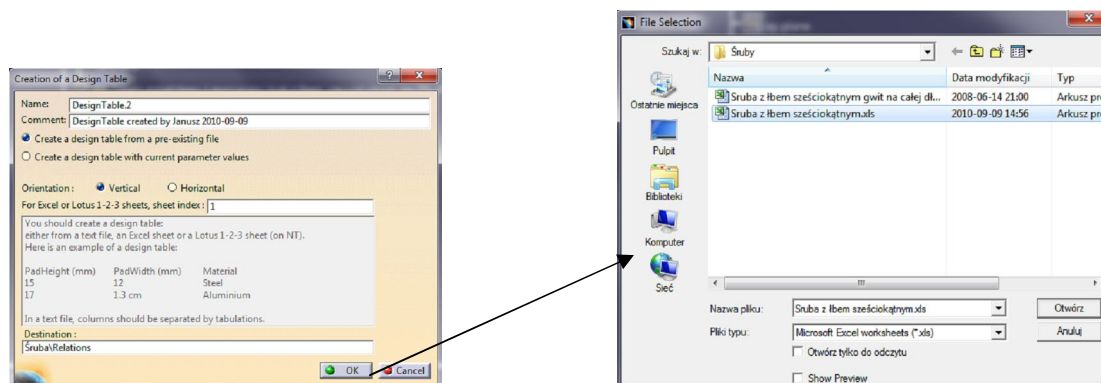 Creation of a Design Table
Name: DesignTable.2
Comment: DesignTable created by Janusz 2010-09-09
Create a design table from a pre-existing file
Create a design table with current parameter values
Orientation : Vertical Horizontal
For Excel or Lotus 1-2-3 sheets, sheet index : 1
You should create a design table:
either from a text file, an Excel sheet or a Lotus 1-2-3 sheet (on NT).
Here is an example of a design table:
PadHeight (mm) PadWidth (mm) Material
15 12 Steel
17 1.3 cm Aluminium
In a text file, columns should be separated by tabulations.
Destination :
Śruba\Relations
OK Cancel
File Selection
Szukaj w: Śruby
Nazwa Data modyfikacji Typ
Śruba z łbem sześciokątnym gwit na całej dł... 2008-06-14 21:00 Arkusz pr
Śruba z łbem sześciokątnym.xls 2010-09-09 14:56 Arkusz pr
Ostatnie miejsca
Pulpit
Biblioteki
Komputer
Sieć
Nazwa pliku: Śruba z łbem sześciokątnym.xls Otwórz
Pliki typu: Microsoft Excel worksheets (*.xls) Anuluj
Otwórz tylko do odczytu
Show Preview